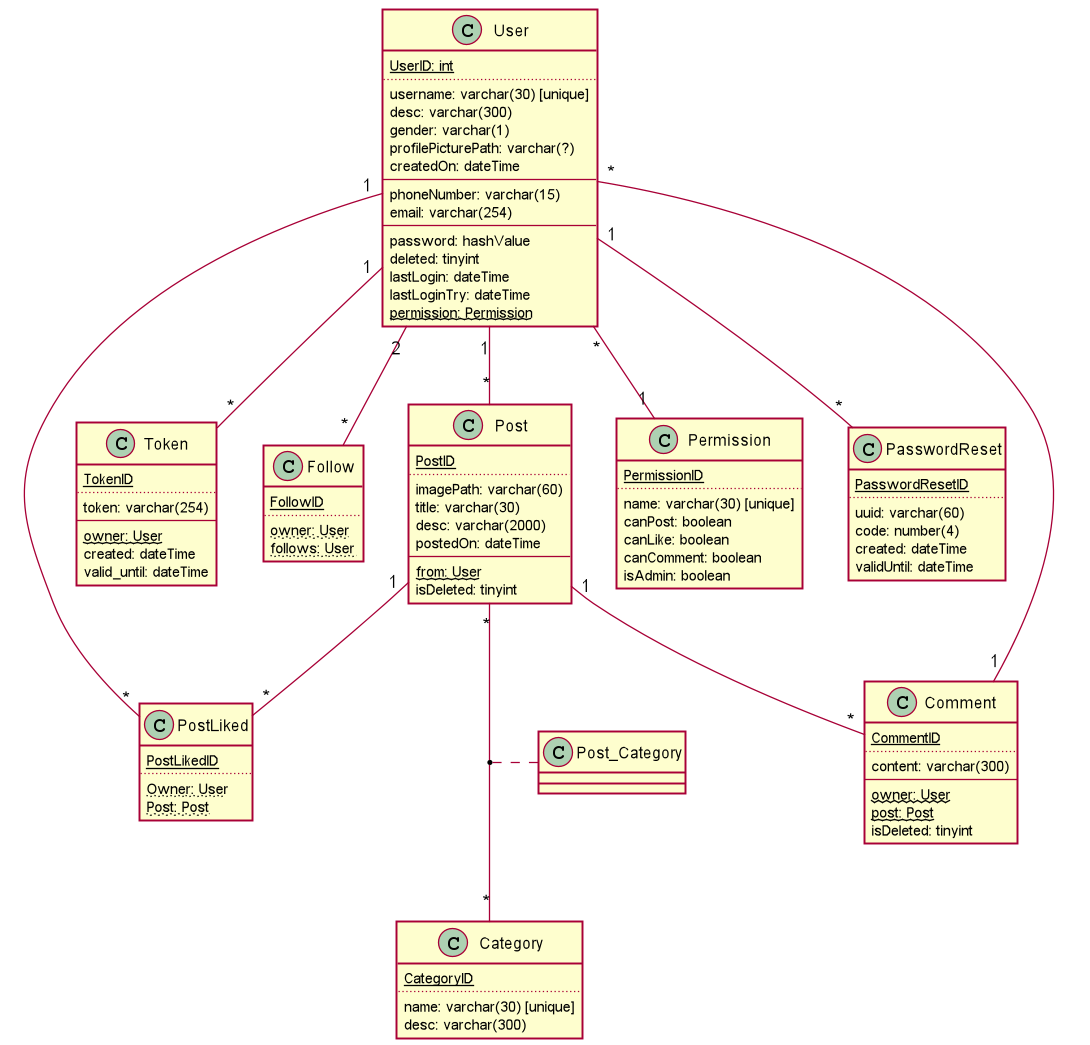 C User
UserID: int
username: varchar(30) [unique]
desc: varchar(300)
gender: varchar(1)
profilePicturePath: varchar(?)
createdOn: dateTime
phoneNumber: varchar(15)
email: varchar(254)
password: hashValue
deleted: tinyint
lastLogin: dateTime
lastLoginTry: dateTime
permission: Permission
1
*
1
1
2
1
*
*
*
*
1
*
C Token
TokenID
token: varchar(254)
owner: User
created: dateTime
valid_until: dateTime
C Follow
FollowID
owner: User
follows: User
C Post
PostID
imagePath: varchar(60)
title: varchar(30)
desc: varchar(2000)
postedOn: dateTime
from: User
isDeleted: tinyint
C Permission
PermissionID
name: varchar(30) [unique]
canPost: boolean
canLike: boolean
canComment: boolean
isAdmin: boolean
C PasswordReset
PasswordResetID
uuid: varchar(60)
code: number(4)
created: dateTime
validUntil: dateTime
1
1
*
1
*
*
*
C PostLiked
PostLikedID
Owner: User
Post: Post
C Post_Category
C Comment
CommentID
content: varchar(300)
owner: User
post: Post
isDeleted: tinyint
*
C Category
CategoryID
name: varchar(30) [unique]
desc: varchar(300)